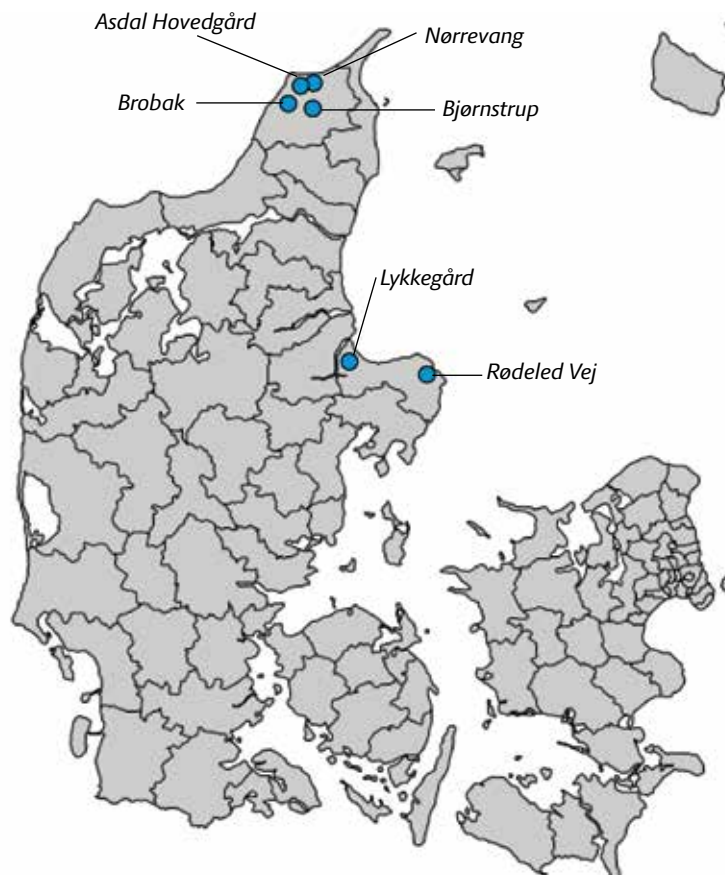 Asdal Hovedgård
Nørrevang
Brobak
Bjørnstrup
Lykkegård
Rødeled Vej